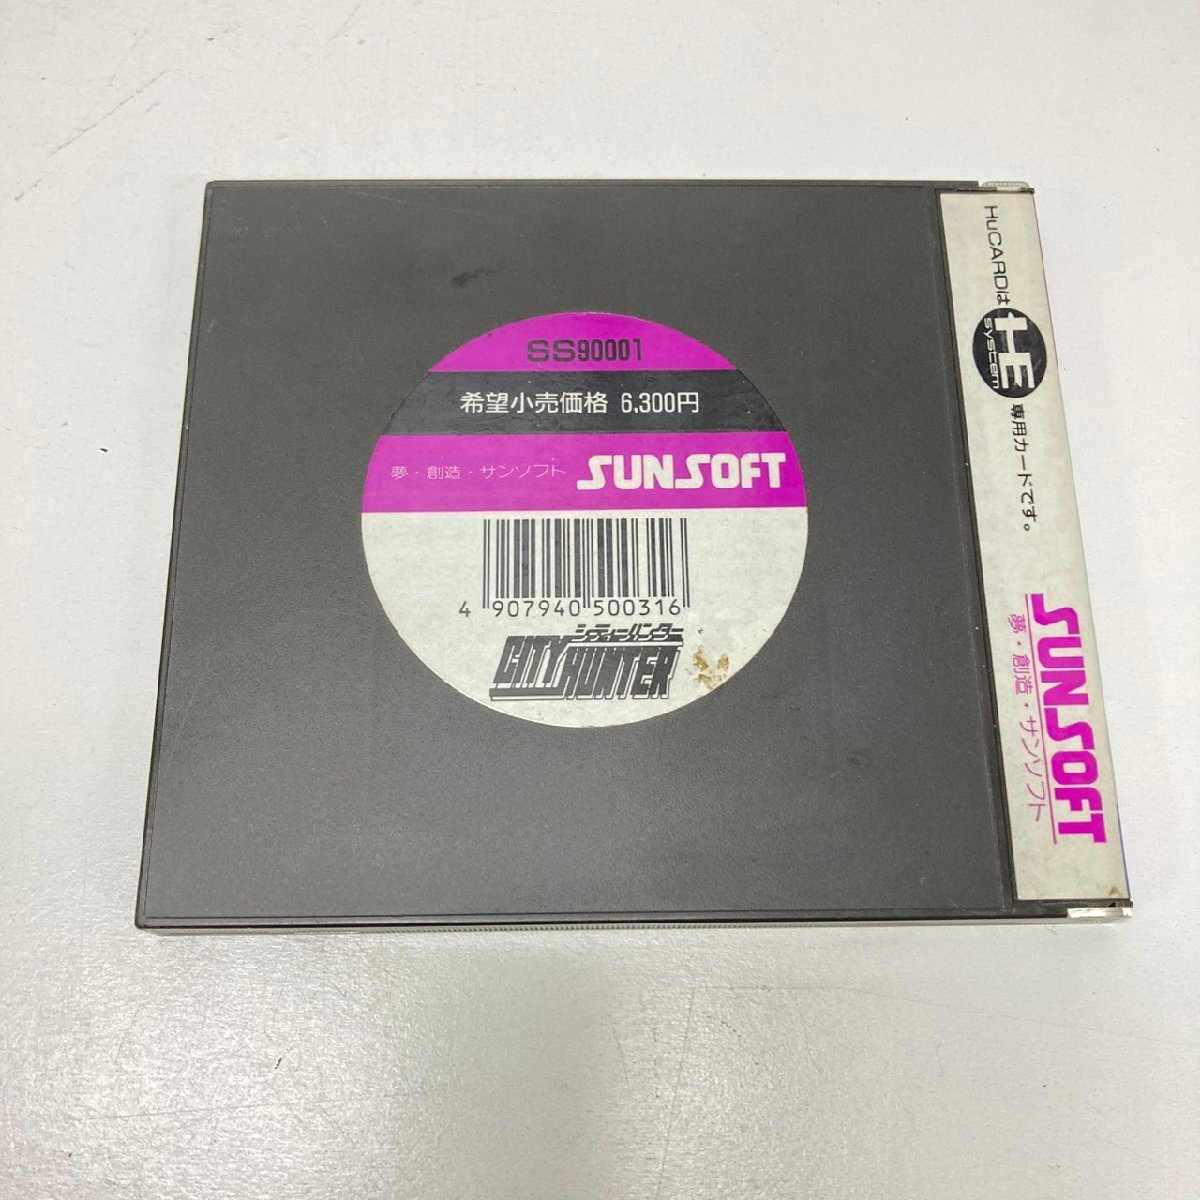 SS90001
希望小売価格 6,300円
夢・創造・サンソフト SUNSOFT
4 907940 500316
シティーハンター
CITY HUNTER
HuCARDは HE system 専用カードです。
SUNSOFT
夢・創造・サンソフト